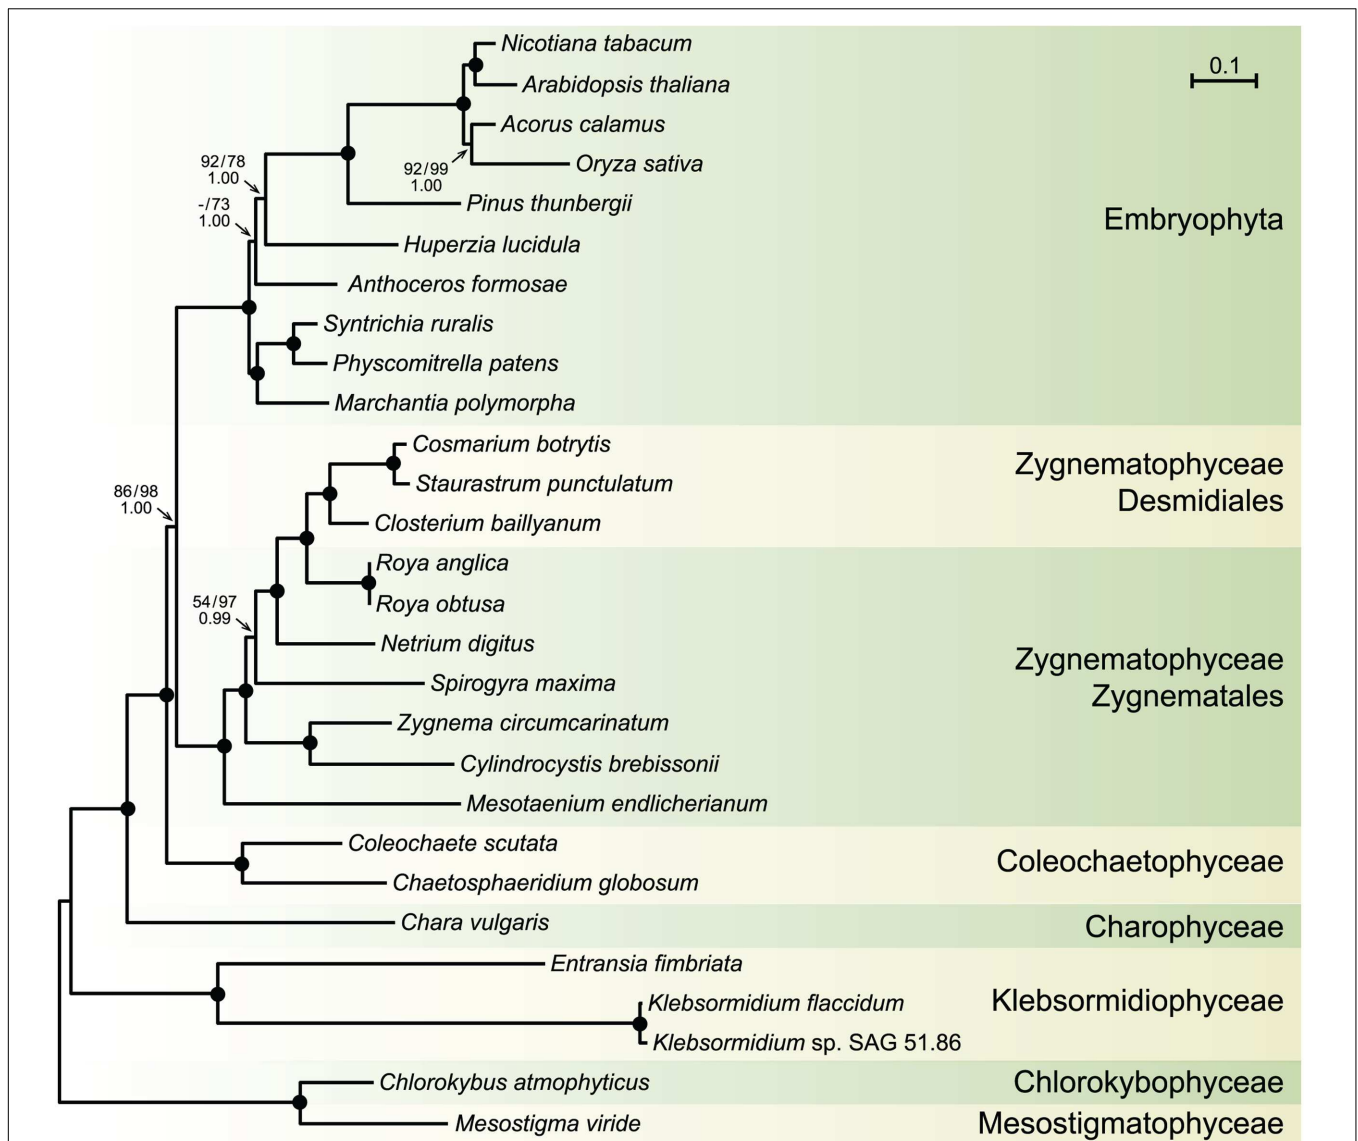 Nicotiana tabacum
0.1
Arabidopsis thaliana
Acorus calamus
92/78
1.00
92/99
1.00
Oryza sativa
-/73
1.00
Pinus thunbergii
Embryophyta
Huperzia lucidula
Anthoceros formosae
Syntrichia ruralis
Physcomitrella patens
Marchantia polymorpha
Cosmarium botrytis
Zygnematophyceae
Desmidiales
Staurastrum punctulatum
86/98
1.00
Closterium baillyanum
Roya anglica
Roya obtusa
54/97
0.99
Netrium digitus
Zygnematophyceae
Zygnematales
Spirogyra maxima
Zygnema circumcarinatum
Cylindrocystis brebissonii
Mesotaenium endlicherianum
Coleochaete scutata
Coleochaetophyceae
Chaetosphaeridium globosum
Chara vulgaris
Charophyceae
Entransia fimbriata
Klebsormidium flaccidum
Klebsormidiophyceae
Klebsormidium sp. SAG 51.86
Chlorokybus atmophyticus
Chlorokybophyceae
Mesostigma viride
Mesostigmatophyceae